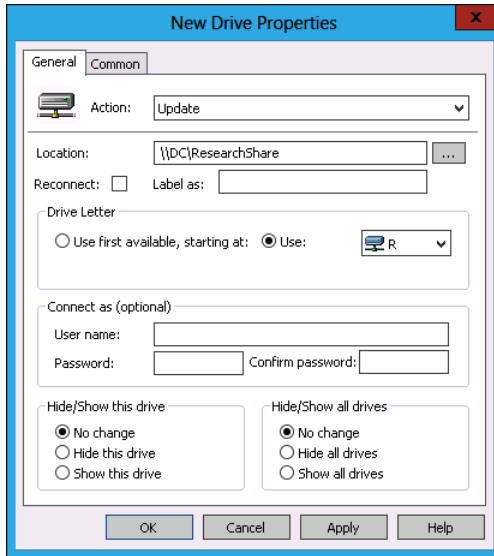 New Drive Properties
x
General Common
Action: Update
Location: \\DC\ResearchShare ...
Reconnect: Label as:
Drive Letter
Use first available, starting at: Use: R
Connect as (optional)
User name:
Password: Confirm password:
Hide/Show this drive Hide/Show all drives
No change No change
Hide this drive Hide all drives
Show this drive Show all drives
OK Cancel Apply Help